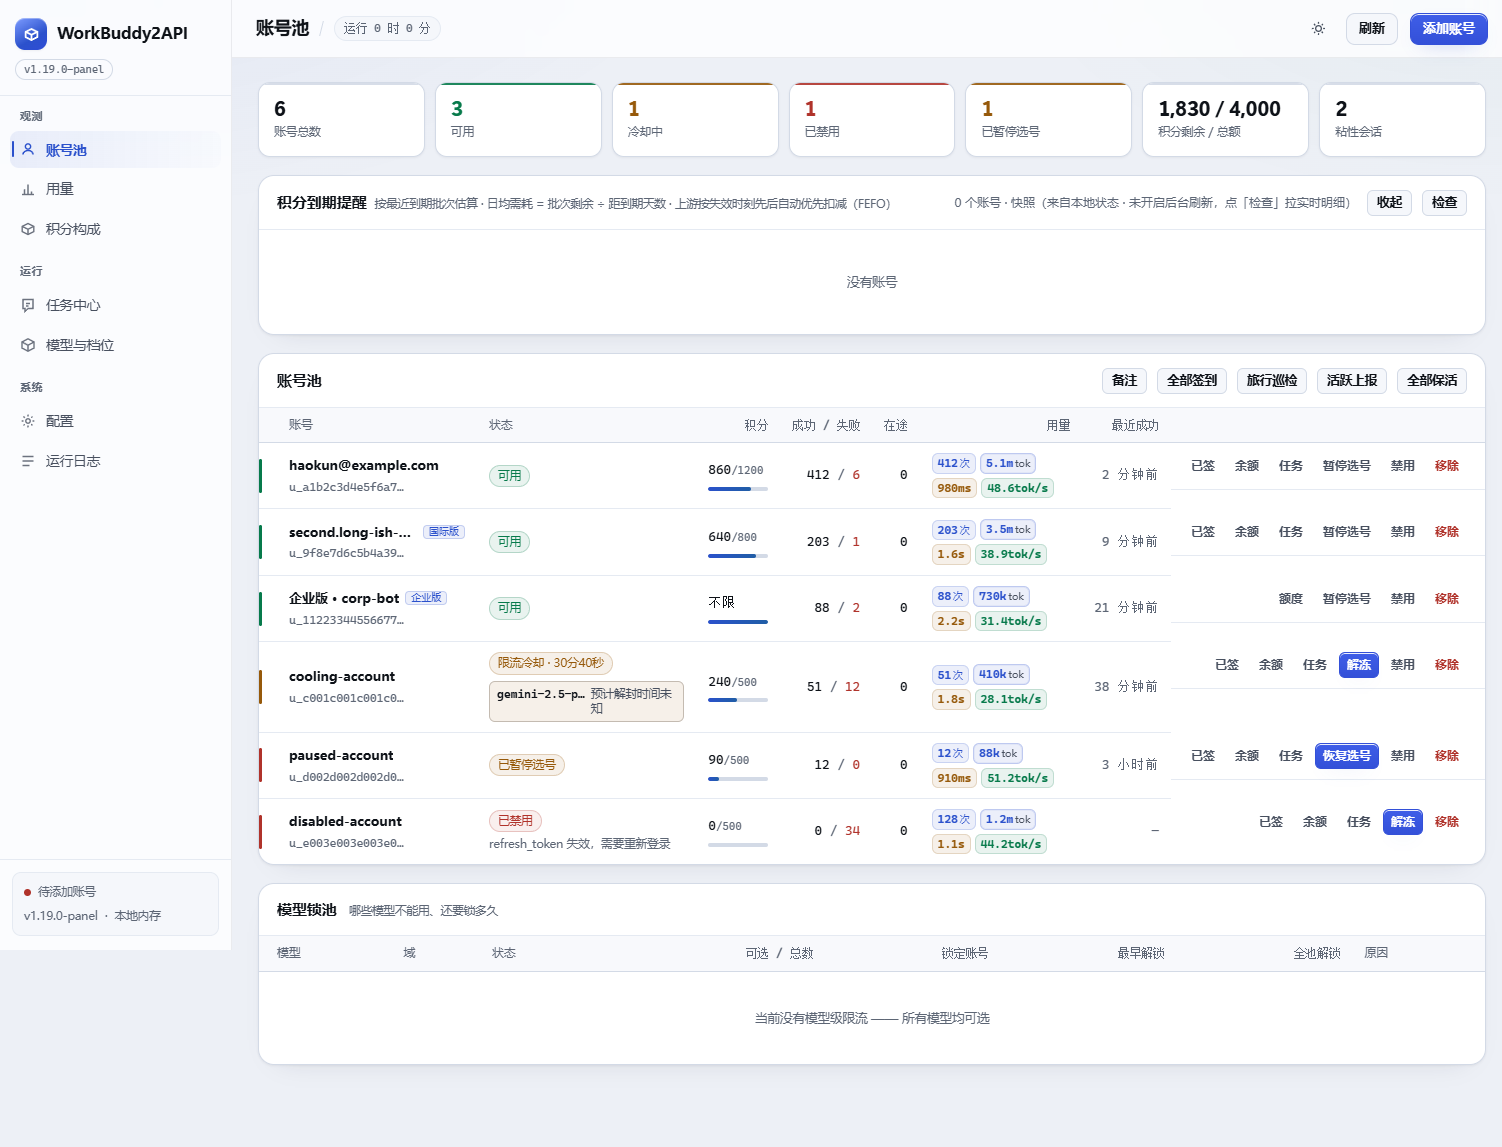 WorkBuddy2API
v1.19.0-panel
观测
账号池
用量
积分构成
运行
任务中心
模型与档位
系统
配置
运行日志
待添加账号
v1.19.0-panel · 本地内存
账号池 / 运行 0 时 0 分
刷新 添加账号
6
账号总数
3
可用
1
冷却中
1
已禁用
1
已暂停选号
1,830 / 4,000
积分剩余 / 总额
2
粘性会话
积分到期提醒 按最近到期批次估算 · 日均需耗 = 批次剩余 ÷ 距到期天数 · 上游按失效时刻先后自动优先扣减（FEFO） 0 个账号 · 快照（来自本地状态 · 未开启后台刷新，点「检查」拉实时明细） 收起 检查
没有账号
账号池 备注 全部签到 旅行巡检 活跃上报 全部保活
账号 状态 积分 成功 / 失败 在途 用量 最近成功
haokun@example.com
u_a1b2c3d4e5f6a7…
可用 860/1200 412 / 6 0
412次 5.1mtok
980ms 48.6tok/s
2 分钟前 已签 余额 任务 暂停选号 禁用 移除
second.long-ish-… 国际版
u_9f8e7d6c5b4a39…
可用 640/800 203 / 1 0
203次 3.5mtok
1.6s 38.9tok/s
9 分钟前 已签 余额 任务 暂停选号 禁用 移除
企业版 • corp-bot 企业版
u_11223344556677…
可用 不限 88 / 2 0
88次 730ktok
2.2s 31.4tok/s
21 分钟前 额度 暂停选号 禁用 移除
cooling-account
u_c001c001c001c0…
限流冷却 · 30分40秒
gemini-2.5-p… 预计解封时间未知
240/500 51 / 12 0
51次 410ktok
1.8s 28.1tok/s
38 分钟前 已签 余额 任务 解冻 禁用 移除
paused-account
u_d002d002d002d0…
已暂停选号 90/500 12 / 0 0
12次 88ktok
910ms 51.2tok/s
3 小时前 已签 余额 任务 恢复选号 禁用 移除
disabled-account
u_e003e003e003e0…
已禁用
refresh_token 失效，需要重新登录
0/500 0 / 34 0
128次 1.2mtok
1.1s 44.2tok/s
— 已签 余额 任务 解冻 移除
模型锁池 哪些模型不能用、还要锁多久
模型 域 状态 可选 / 总数 锁定账号 最早解锁 全池解锁 原因
当前没有模型级限流 —— 所有模型均可选